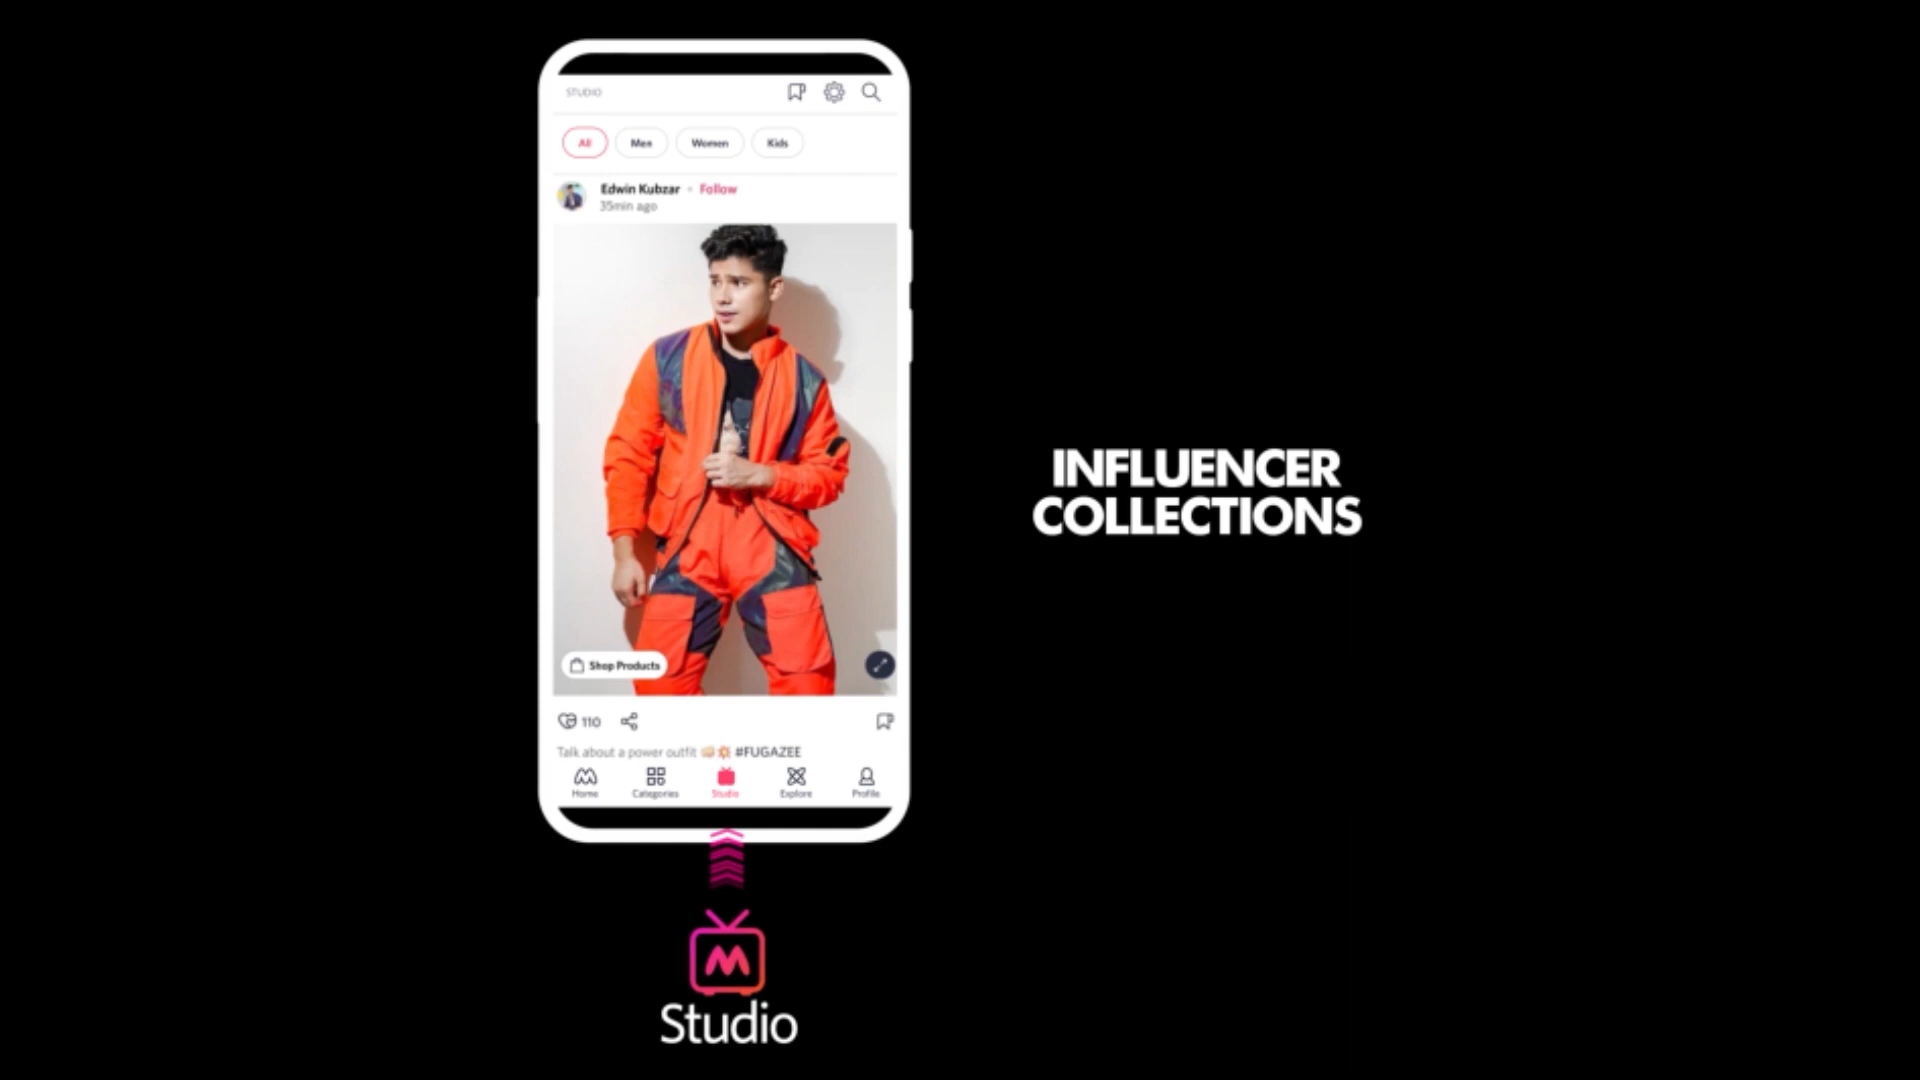 STUDIO
All Men Women Kids
Edwin Kubzar • Follow
35min ago
Shop Products
110
Talk about a power outfit #FUGAZEE
Home Categories Studio Explore Profile
INFLUENCER
COLLECTIONS
M
Studio